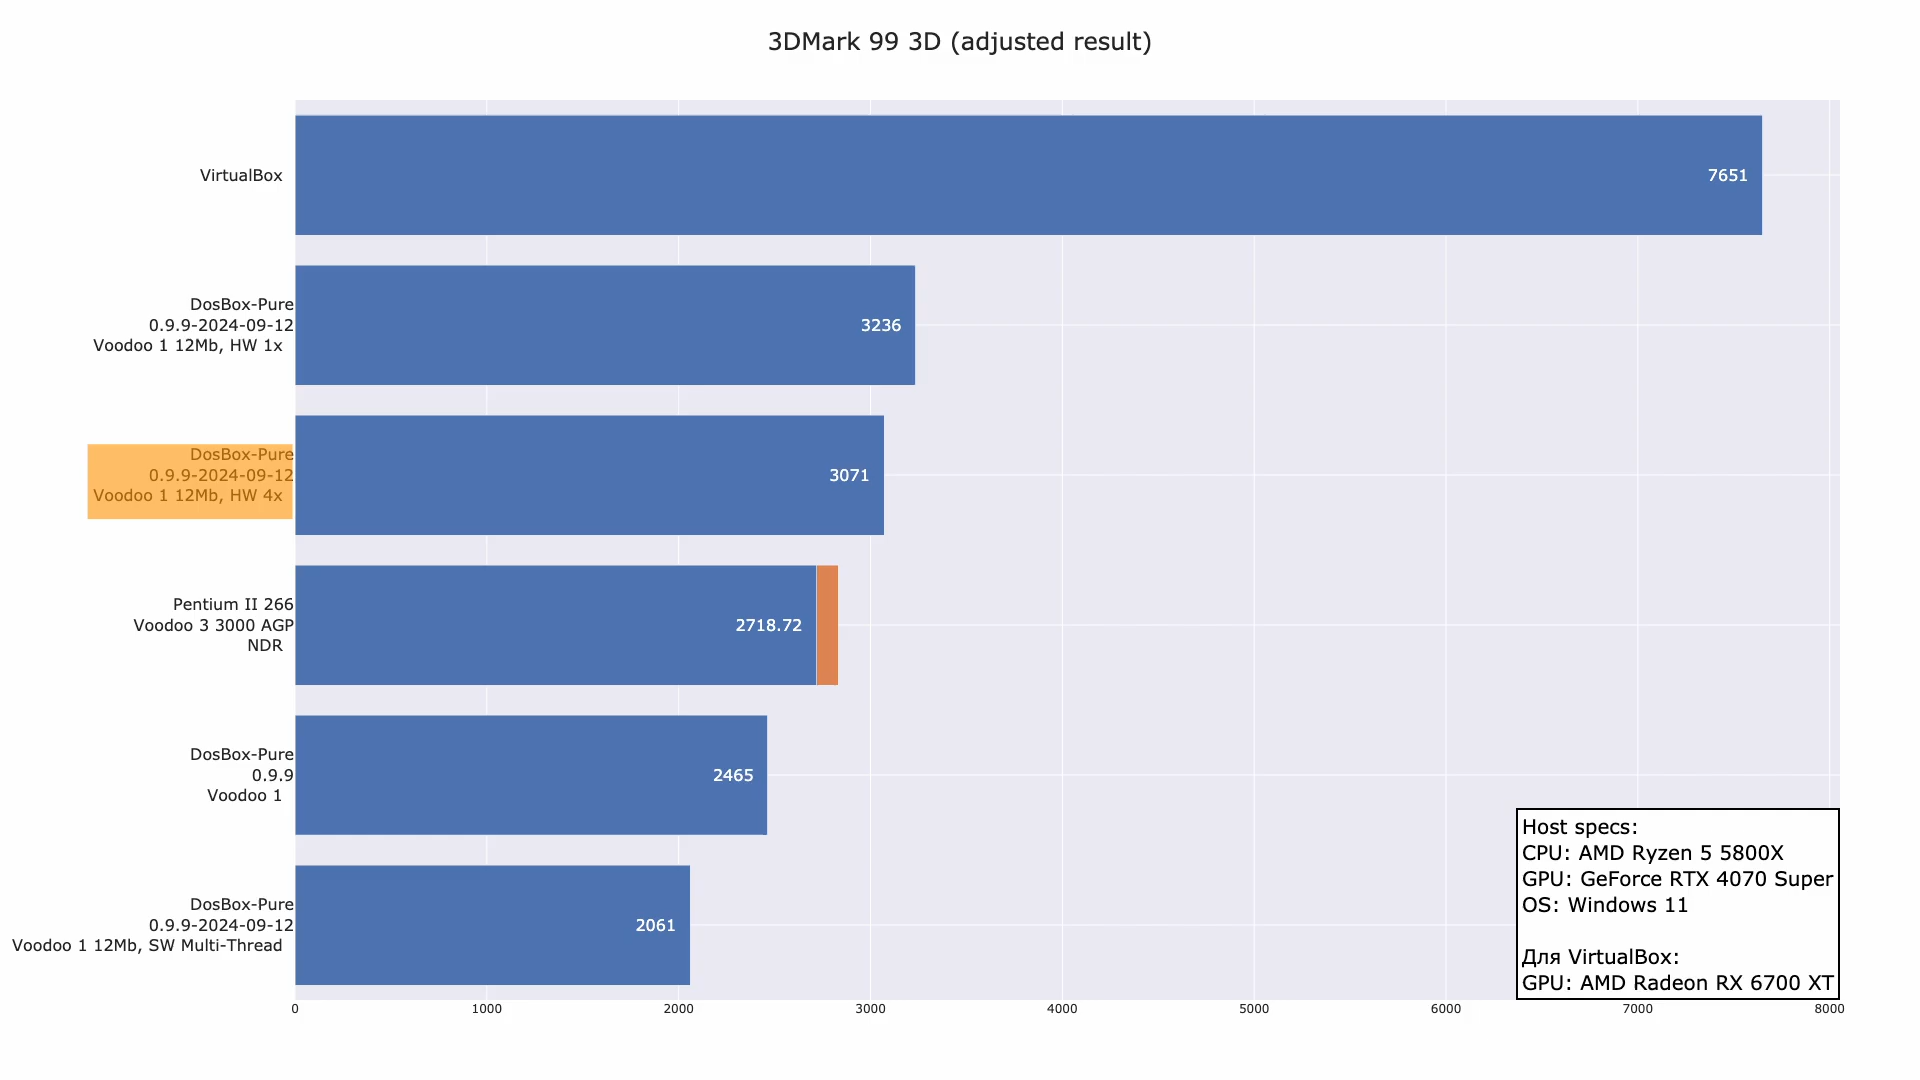 3DMark 99 3D (adjusted result)
VirtualBox
7651
DosBox-Pure
0.9.9-2024-09-12
Voodoo 1 12Mb, HW 1x
3236
DosBox-Pure
0.9.9-2024-09-12
Voodoo 1 12Mb, HW 4x
3071
Pentium II 266
Voodoo 3 3000 AGP
NDR
2718.72
DosBox-Pure
0.9.9
Voodoo 1
2465
DosBox-Pure
0.9.9-2024-09-12
Voodoo 1 12Mb, SW Multi-Thread
2061
Host specs:
CPU: AMD Ryzen 5 5800X
GPU: GeForce RTX 4070 Super
OS: Windows 11
Для VirtualBox:
GPU: AMD Radeon RX 6700 XT
0 1000 2000 3000 4000 5000 6000 7000 8000